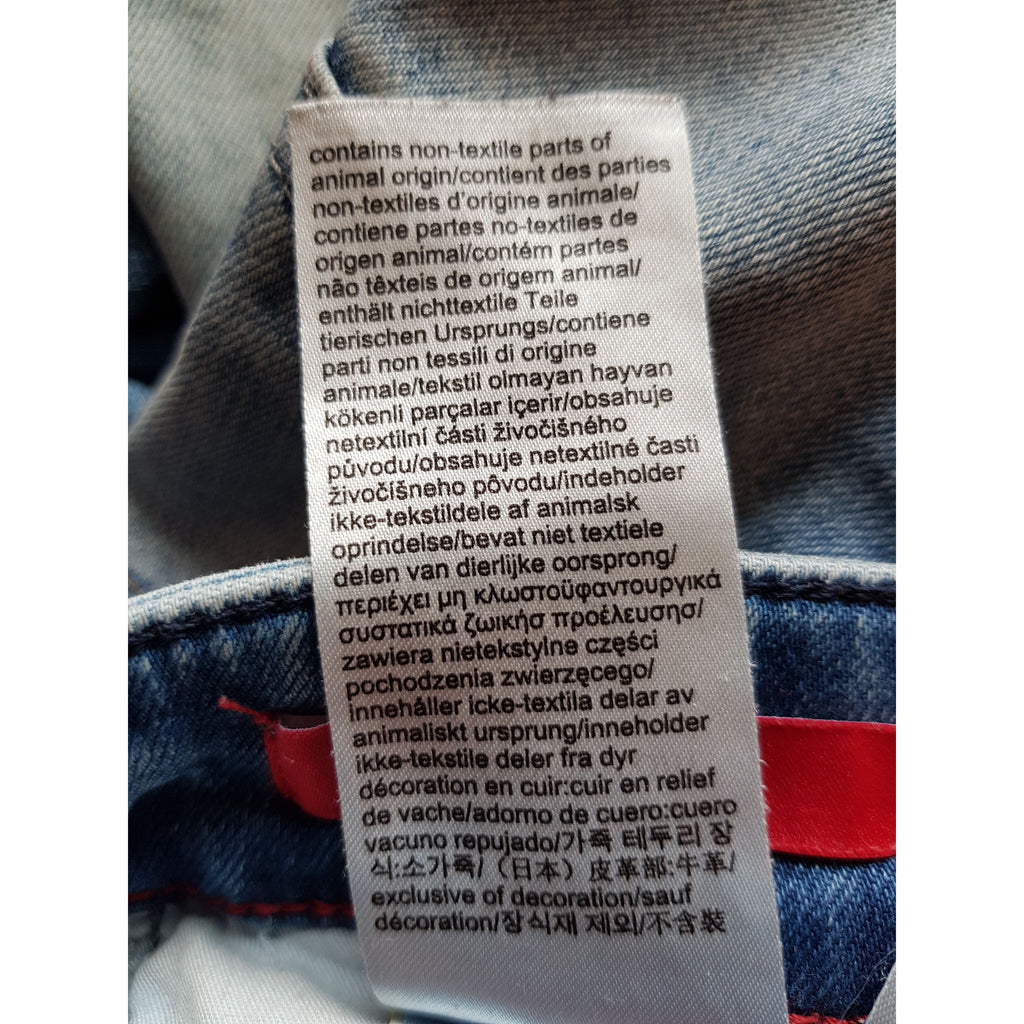 contains non-textile parts of
animal origin/contient des parties
non-textiles d'origine animale/
contiene partes no-textiles de
origen animal/contém partes
não têxteis de origem animal/
enthält nichttextile Teile
tierischen Ursprungs/contiene
parti non tessili di origine
animale/tekstil olmayan hayvan
kökenli parçalar içerir/obsahuje
netextilní části živočišného
původu/obsahuje netextilné časti
živočíšneho pôvodu/indeholder
ikke-tekstildele af animalsk
oprindelse/bevat niet textiele
delen van dierlijke oorsprong/
περιέχει μη κλωστοϋφαντουργικά
συστατικά ζωικήσ προέλευσησ/
zawiera nietekstylne części
pochodzenia zwierzęcego/
innehåller icke-textila delar av
animaliskt ursprung/inneholder
ikke-tekstile deler fra dyr
décoration en cuir:cuir en relief
de vache/adorno de cuero:cuero
vacuno repujado/가죽 테두리 장
식:소가죽/（日本）皮革部:牛革/
exclusive of decoration/sauf
décoration/장식재 제외/不含裝